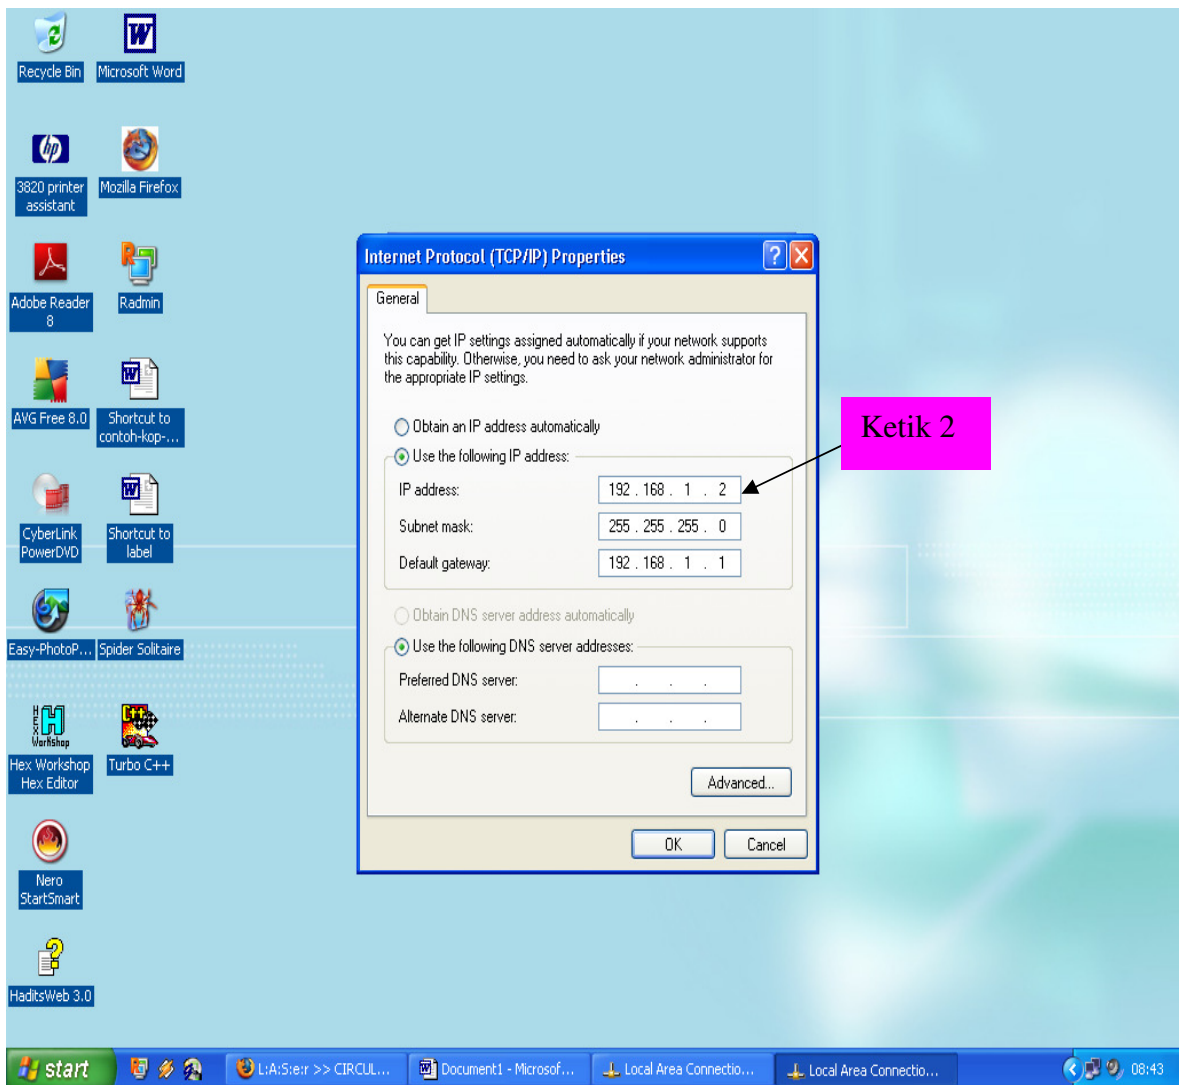 Recycle Bin
Microsoft Word
3820 printer
assistant
Mozilla Firefox
Adobe Reader
8
Radmin
AVG Free 8.0
Shortcut to
contoh-kop-...
CyberLink
PowerDVD
Shortcut to
label
Easy-PhotoP...
Spider Solitaire
HEX
Workshop
Hex Workshop
Hex Editor
Turbo C++
Nero
StartSmart
HaditsWeb 3.0
Internet Protocol (TCP/IP) Properties
General
You can get IP settings assigned automatically if your network supports
this capability. Otherwise, you need to ask your network administrator for
the appropriate IP settings.
Obtain an IP address automatically
Use the following IP address:
IP address: 192 . 168 . 1 . 2
Subnet mask: 255 . 255 . 255 . 0
Default gateway: 192 . 168 . 1 . 1
Obtain DNS server address automatically
Use the following DNS server addresses:
Preferred DNS server: . . .
Alternate DNS server: . . .
Advanced...
OK
Cancel
Ketik 2
start
L:A:S:e:r >> CIRCUL...
Document1 - Microsof...
Local Area Connectio...
Local Area Connectio...
08:43